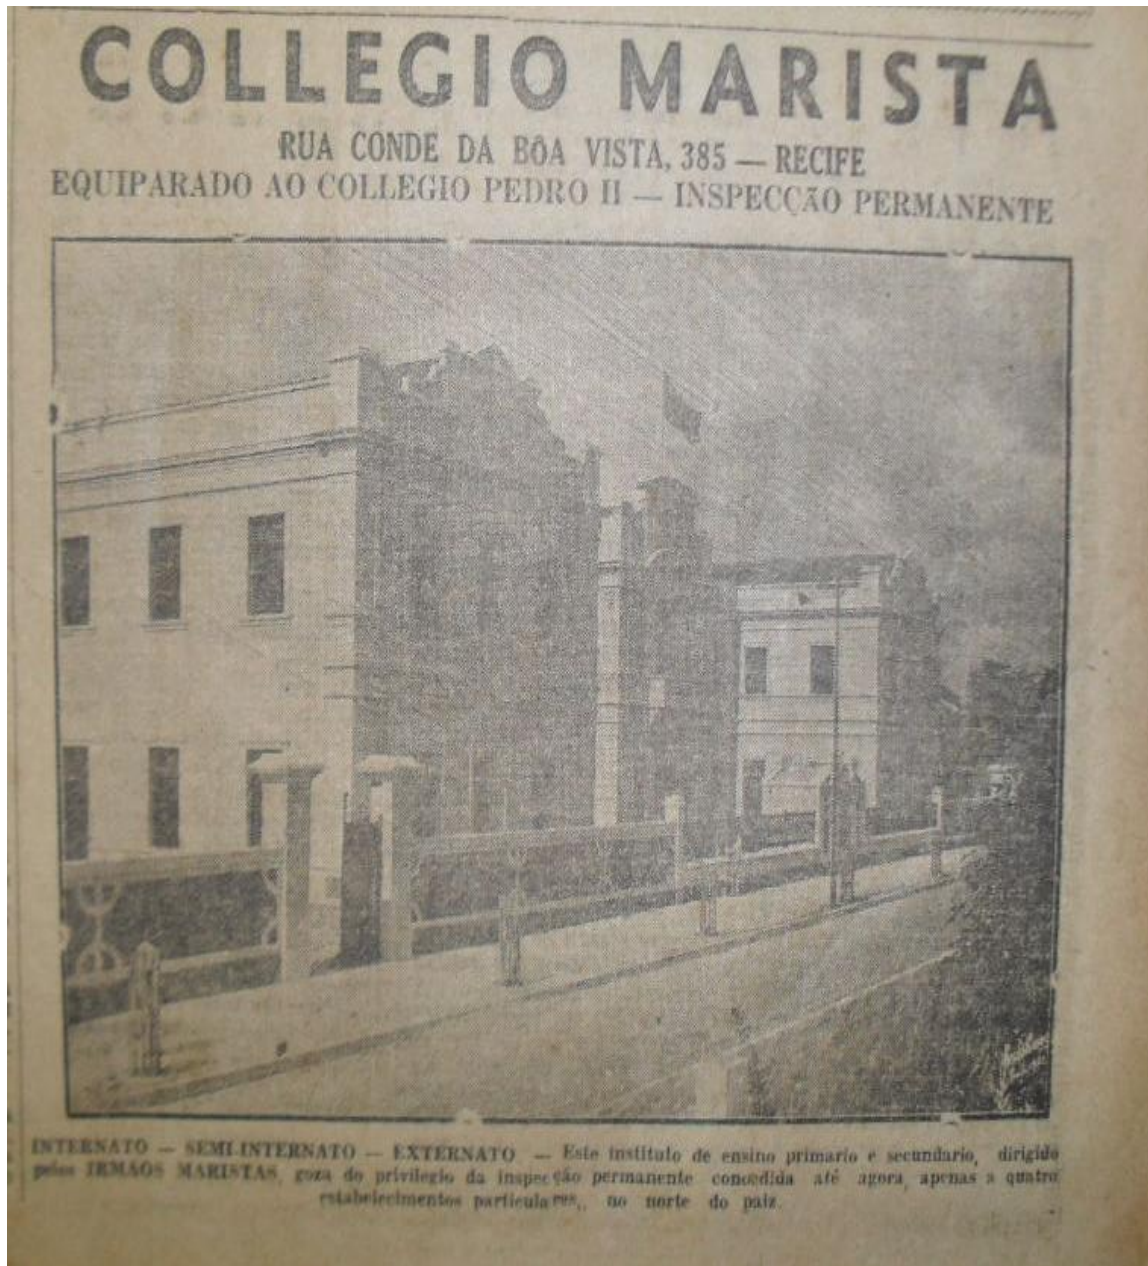 COLLEGIO MARISTA
RUA CONDE DA BÔA VISTA, 385 — RECIFE
EQUIPARADO AO COLLEGIO PEDRO II — INSPECÇÃO PERMANENTE
INTERNATO — SEMI-INTERNATO — EXTERNATO — Este instituto de ensino primario e secundario, dirigido
pelos IRMÃOS MARISTAS, goza do privilegio da inspecção permanente concedida até agora, apenas a quatro
estabelecimentos particulares,, no norte do paiz.